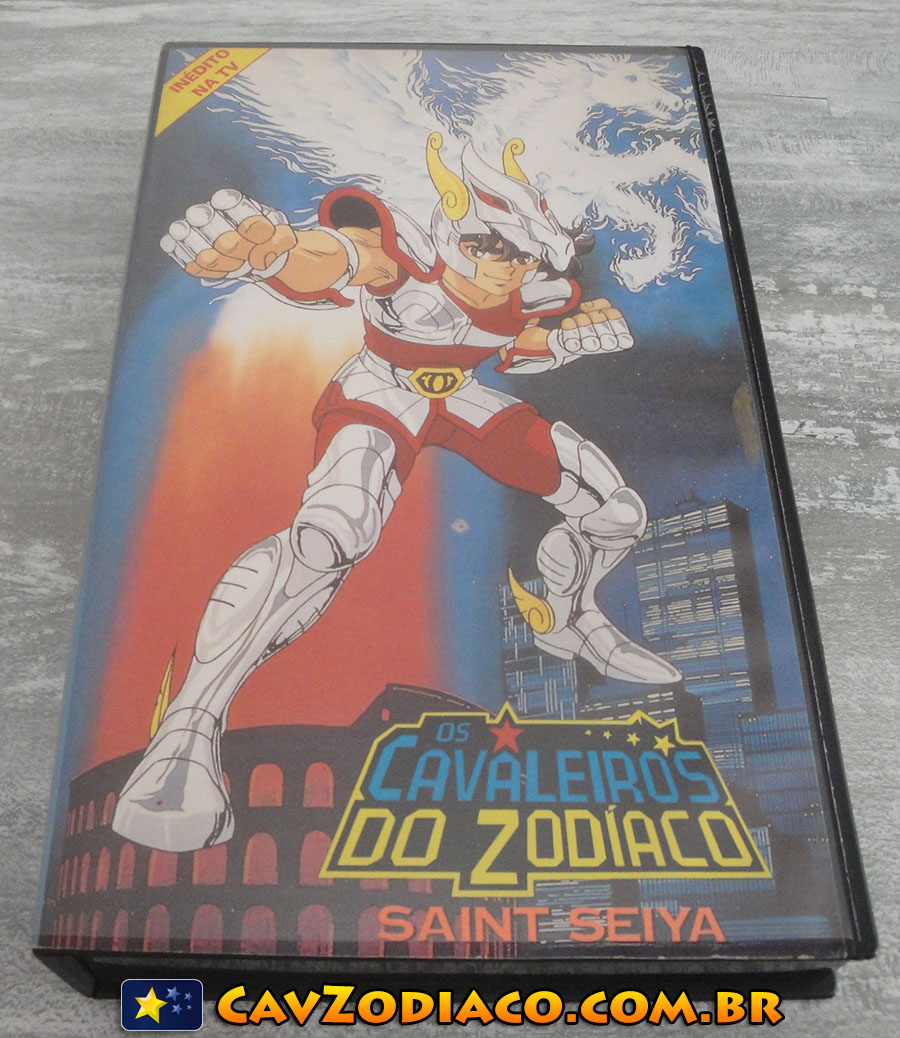 INÉDITO
NA TV
OS
CAVALEIROS
DO ZODÍACO
SAINT SEIYA
CAVZODIACO.COM.BR